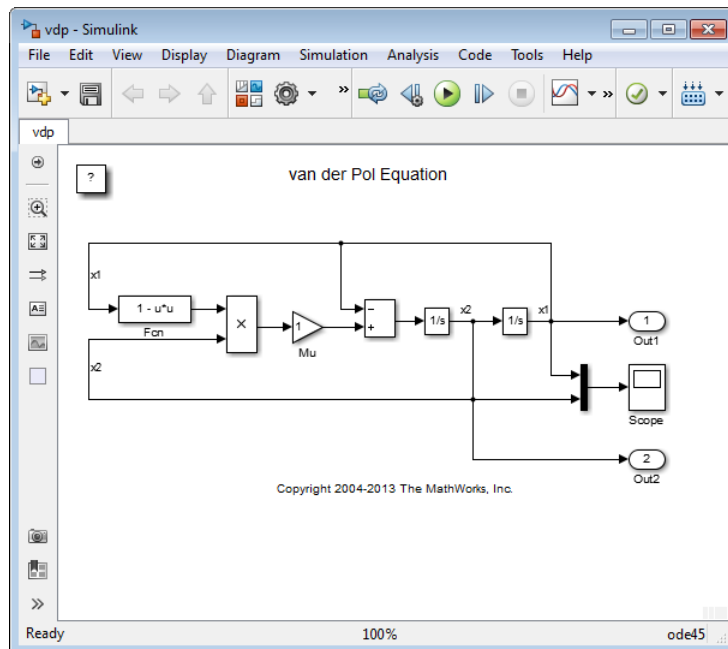 vdp - Simulink
File Edit View Display Diagram Simulation Analysis Code Tools Help
» »
vdp
?
van der Pol Equation
x1
1 - u*u
Fcn
×
1
Mu
−
+
1/s
x2
1/s
x1
1
Out1
x2
Scope
2
Out2
Copyright 2004-2013 The MathWorks, Inc.
A
»
Ready 100% ode45